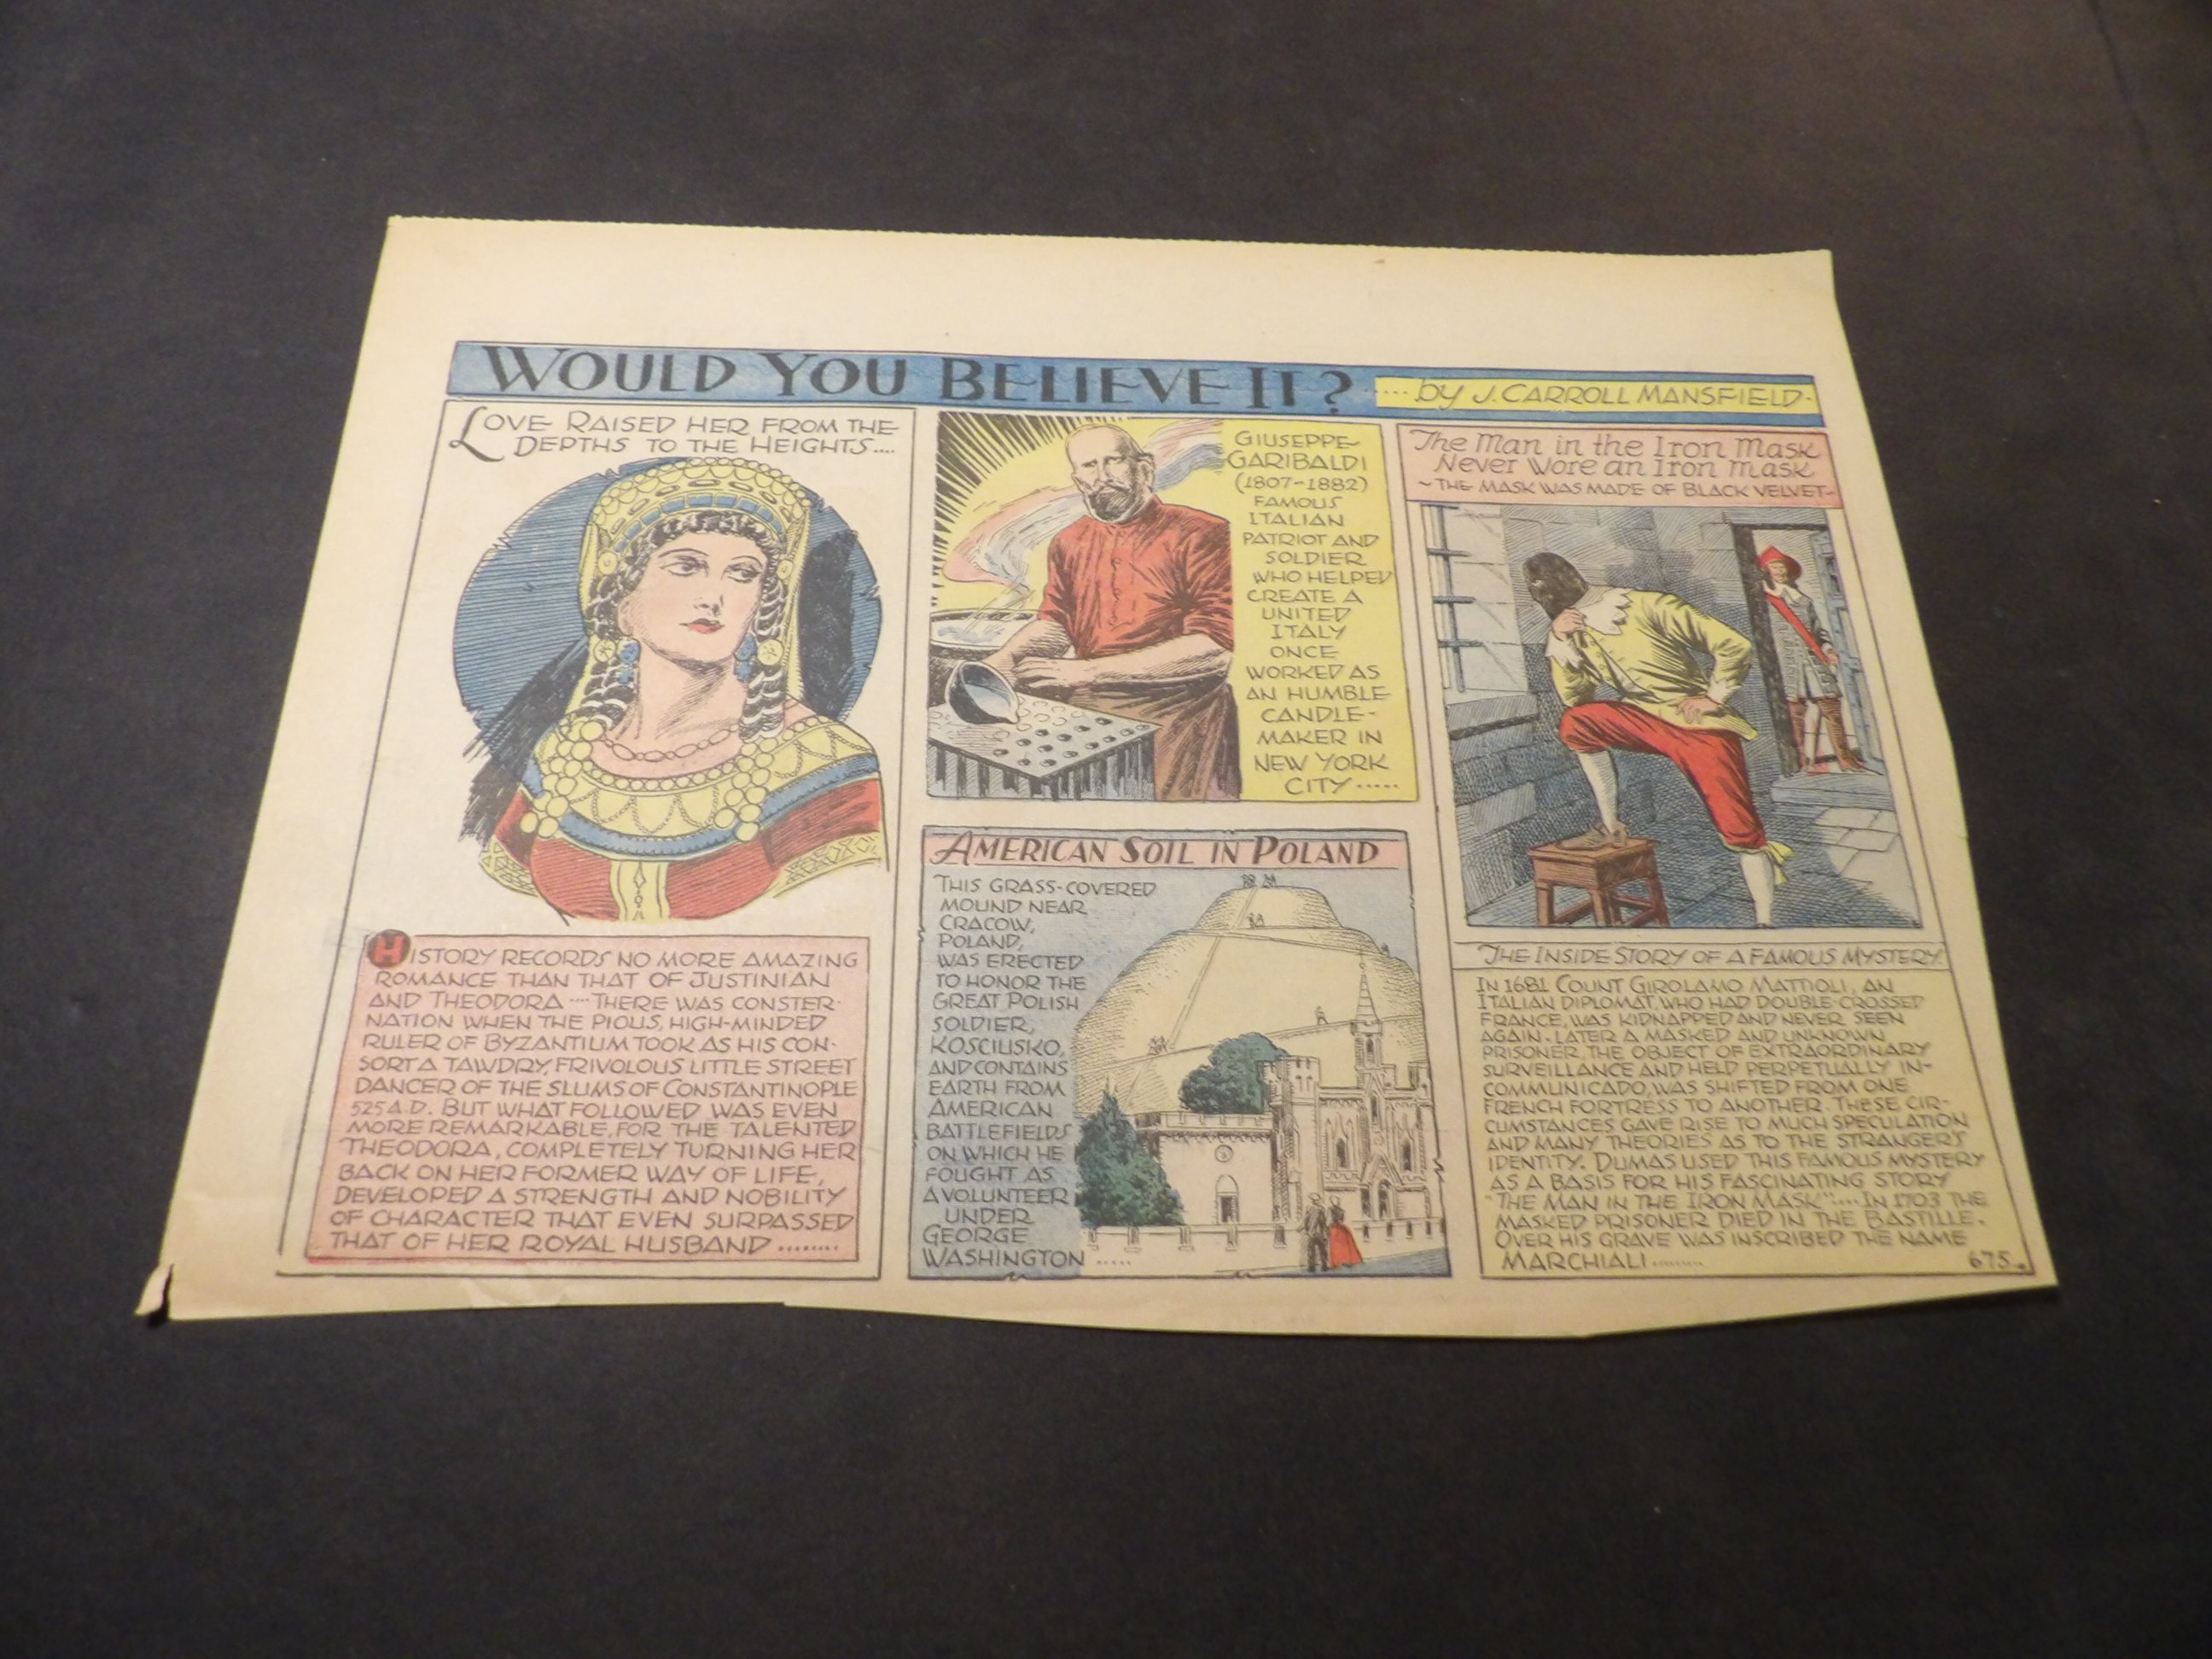 WOULD YOU BELIEVE IT? ..... by J. CARROLL MANSFIELD.
LOVE RAISED HER FROM THE
DEPTHS TO THE HEIGHTS....
HISTORY RECORDS NO MORE AMAZING
ROMANCE THAN THAT OF JUSTINIAN
AND THEODORA .... THERE WAS CONSTER-
NATION WHEN THE PIOUS, HIGH-MINDED
RULER OF BYZANTIUM TOOK AS HIS CON-
SORT A TAWDRY, FRIVOLOUS LITTLE STREET
DANCER OF THE SLUMS OF CONSTANTINOPLE
525 A.D. BUT WHAT FOLLOWED WAS EVEN
MORE REMARKABLE, FOR THE TALENTED
THEODORA, COMPLETELY TURNING HER
BACK ON HER FORMER WAY OF LIFE,
DEVELOPED A STRENGTH AND NOBILITY
OF CHARACTER THAT EVEN SURPASSED
THAT OF HER ROYAL HUSBAND ........
GIUSEPPE
GARIBALDI
(1807-1882)
FAMOUS
ITALIAN
PATRIOT AND
SOLDIER
WHO HELPED
CREATE A
UNITED
ITALY
ONCE
WORKED AS
AN HUMBLE
CANDLE-
MAKER IN
NEW YORK
CITY .....
AMERICAN SOIL IN POLAND
THIS GRASS-COVERED
MOUND NEAR
CRACOW,
POLAND,
WAS ERECTED
TO HONOR THE
GREAT POLISH
SOLDIER,
KOSCIUSKO,
AND CONTAINS
EARTH FROM
AMERICAN
BATTLEFIELDS
ON WHICH HE
FOUGHT AS
A VOLUNTEER
UNDER
GEORGE
WASHINGTON .....
The Man in the Iron Mask
Never Wore an Iron Mask
~ THE MASK WAS MADE OF BLACK VELVET~
THE INSIDE STORY OF A FAMOUS MYSTERY.
IN 1681 COUNT GIROLAMO MATTIOLI, AN
ITALIAN DIPLOMAT, WHO HAD DOUBLE-CROSSED
FRANCE, WAS KIDNAPPED AND NEVER SEEN
AGAIN. LATER A MASKED AND UNKNOWN
PRISONER, THE OBJECT OF EXTRAORDINARY
SURVEILLANCE AND HELD PERPETUALLY IN-
COMMUNICADO, WAS SHIFTED FROM ONE
FRENCH FORTRESS TO ANOTHER. THESE CIR-
CUMSTANCES GAVE RISE TO MUCH SPECULATION
AND MANY THEORIES AS TO THE STRANGER'S
IDENTITY. DUMAS USED THIS FAMOUS MYSTERY
AS A BASIS FOR HIS FASCINATING STORY
"THE MAN IN THE IRON MASK".... IN 1703 THE
MASKED PRISONER DIED IN THE BASTILLE.
OVER HIS GRAVE WAS INSCRIBED THE NAME
MARCHIALI ........
675.